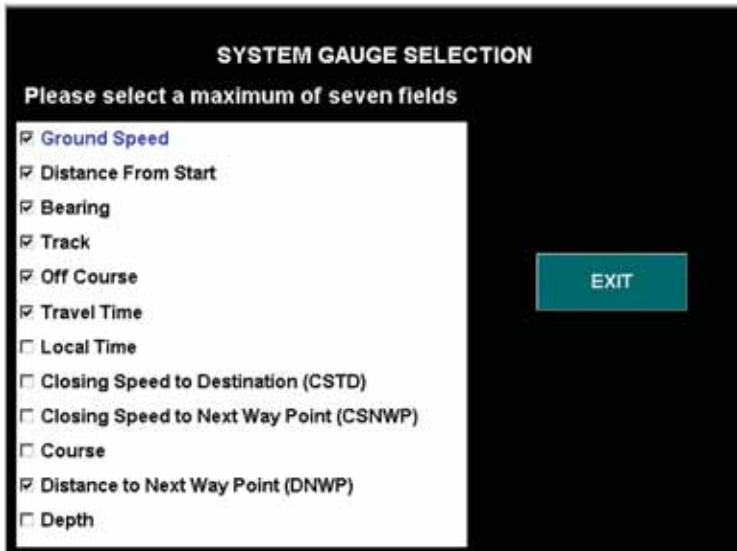 SYSTEM GAUGE SELECTION
Please select a maximum of seven fields
Ground Speed
Distance From Start
Bearing
Track
Off Course
Travel Time
Local Time
Closing Speed to Destination (CSTD)
Closing Speed to Next Way Point (CSNWP)
Course
Distance to Next Way Point (DNWP)
Depth
EXIT